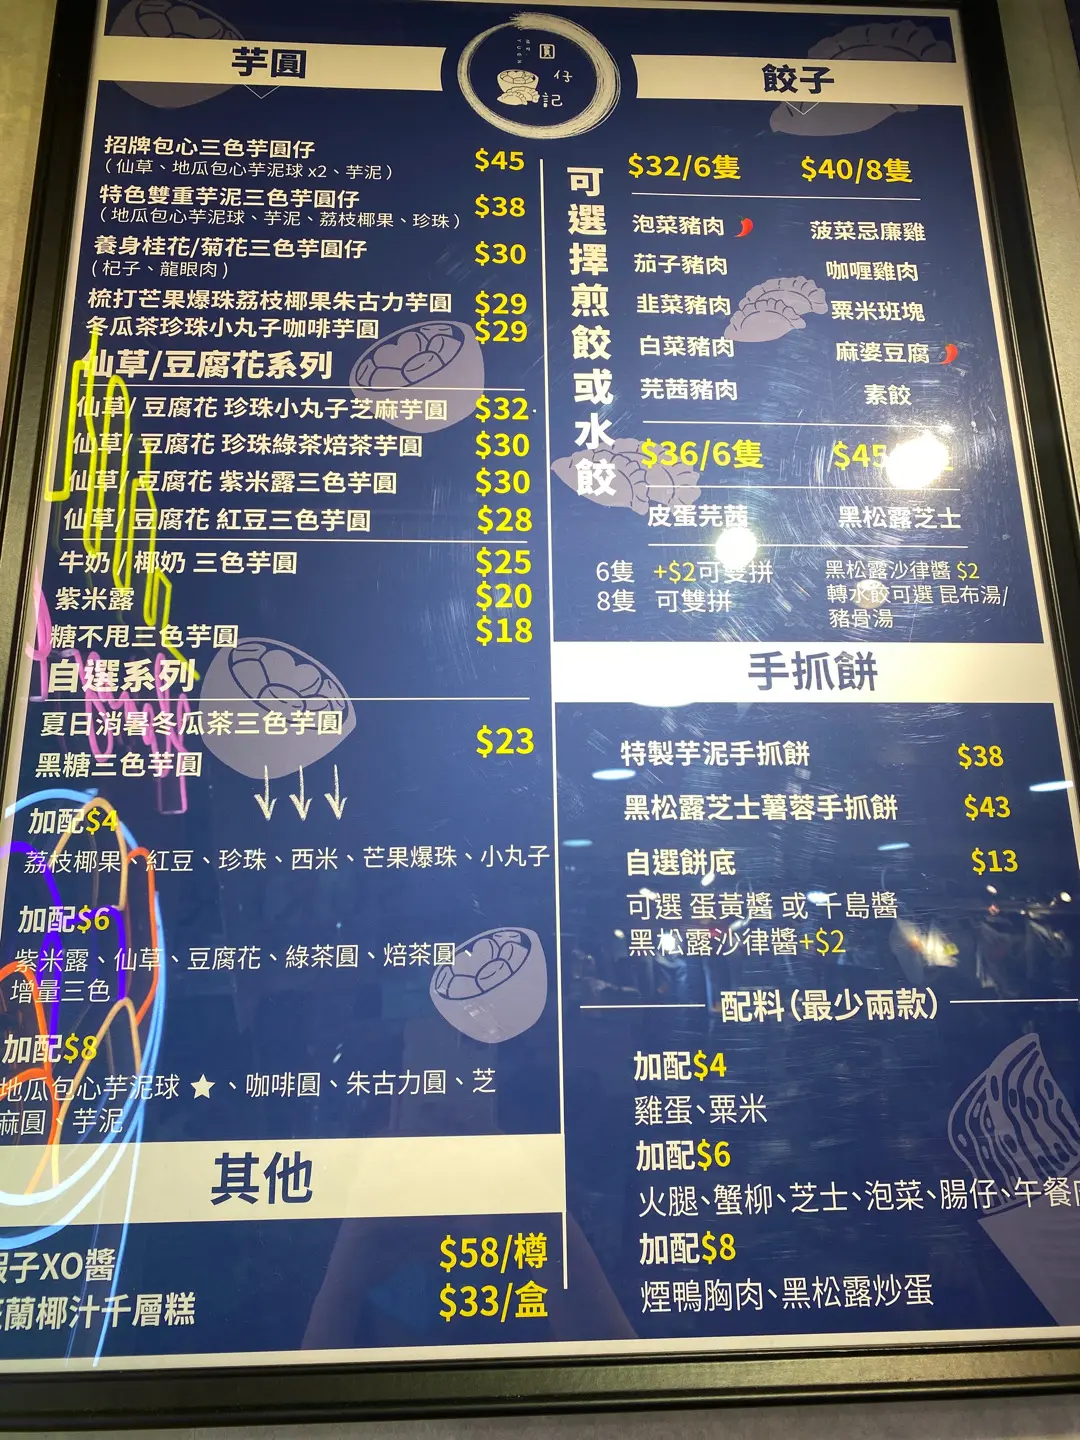 圓
仔
記
芋圓
招牌包心三色芋圓仔 $45
（仙草、地瓜包心芋泥球 x2、芋泥）
特色雙重芋泥三色芋圓仔 $38
（地瓜包心芋泥球、芋泥、荔枝椰果、珍珠）
養身桂花/菊花三色芋圓仔 $30
（杞子、龍眼肉）
梳打芒果爆珠荔枝椰果朱古力芋圓 $29
冬瓜茶珍珠小丸子咖啡芋圓 $29
仙草/豆腐花系列
仙草/ 豆腐花 珍珠小丸子芝麻芋圓 $32
仙草/ 豆腐花 珍珠綠茶焙茶芋圓 $30
仙草/ 豆腐花 紫米露三色芋圓 $30
仙草/ 豆腐花 紅豆三色芋圓 $28
牛奶 / 椰奶 三色芋圓 $25
紫米露 $20
糖不甩三色芋圓 $18
自選系列
夏日消暑冬瓜茶三色芋圓
$23
黑糖三色芋圓
加配$4
荔枝椰果、紅豆、珍珠、西米、芒果爆珠、小丸子
加配$6
紫米露、仙草、豆腐花、綠茶圓、焙茶圓、
增量三色
加配$8
地瓜包心芋泥球 ★ 、咖啡圓、朱古力圓、芝
麻圓、芋泥
其他
子XO醬 $58/樽
蘭椰汁千層糕 $33/盒
餃子
可選擇煎餃或水餃
$32/6隻 $40/8隻
泡菜豬肉 菠菜忌廉雞
茄子豬肉 咖喱雞肉
韭菜豬肉 粟米班塊
白菜豬肉 麻婆豆腐
芫茜豬肉 素餃
$36/6隻 $45
皮蛋芫茜 黑松露芝士
6隻 +$2可雙拼
8隻 可雙拼
黑松露沙律醬 $2
轉水餃可選 昆布湯/
豬骨湯
手抓餅
特製芋泥手抓餅 $38
黑松露芝士薯蓉手抓餅 $43
自選餅底 $13
可選 蛋黃醬 或 千島醬
黑松露沙律醬+$2
配料（最少兩款）
加配$4
雞蛋、粟米
加配$6
火腿、蟹柳、芝士、泡菜、腸仔、午餐
加配$8
煙鴨胸肉、黑松露炒蛋